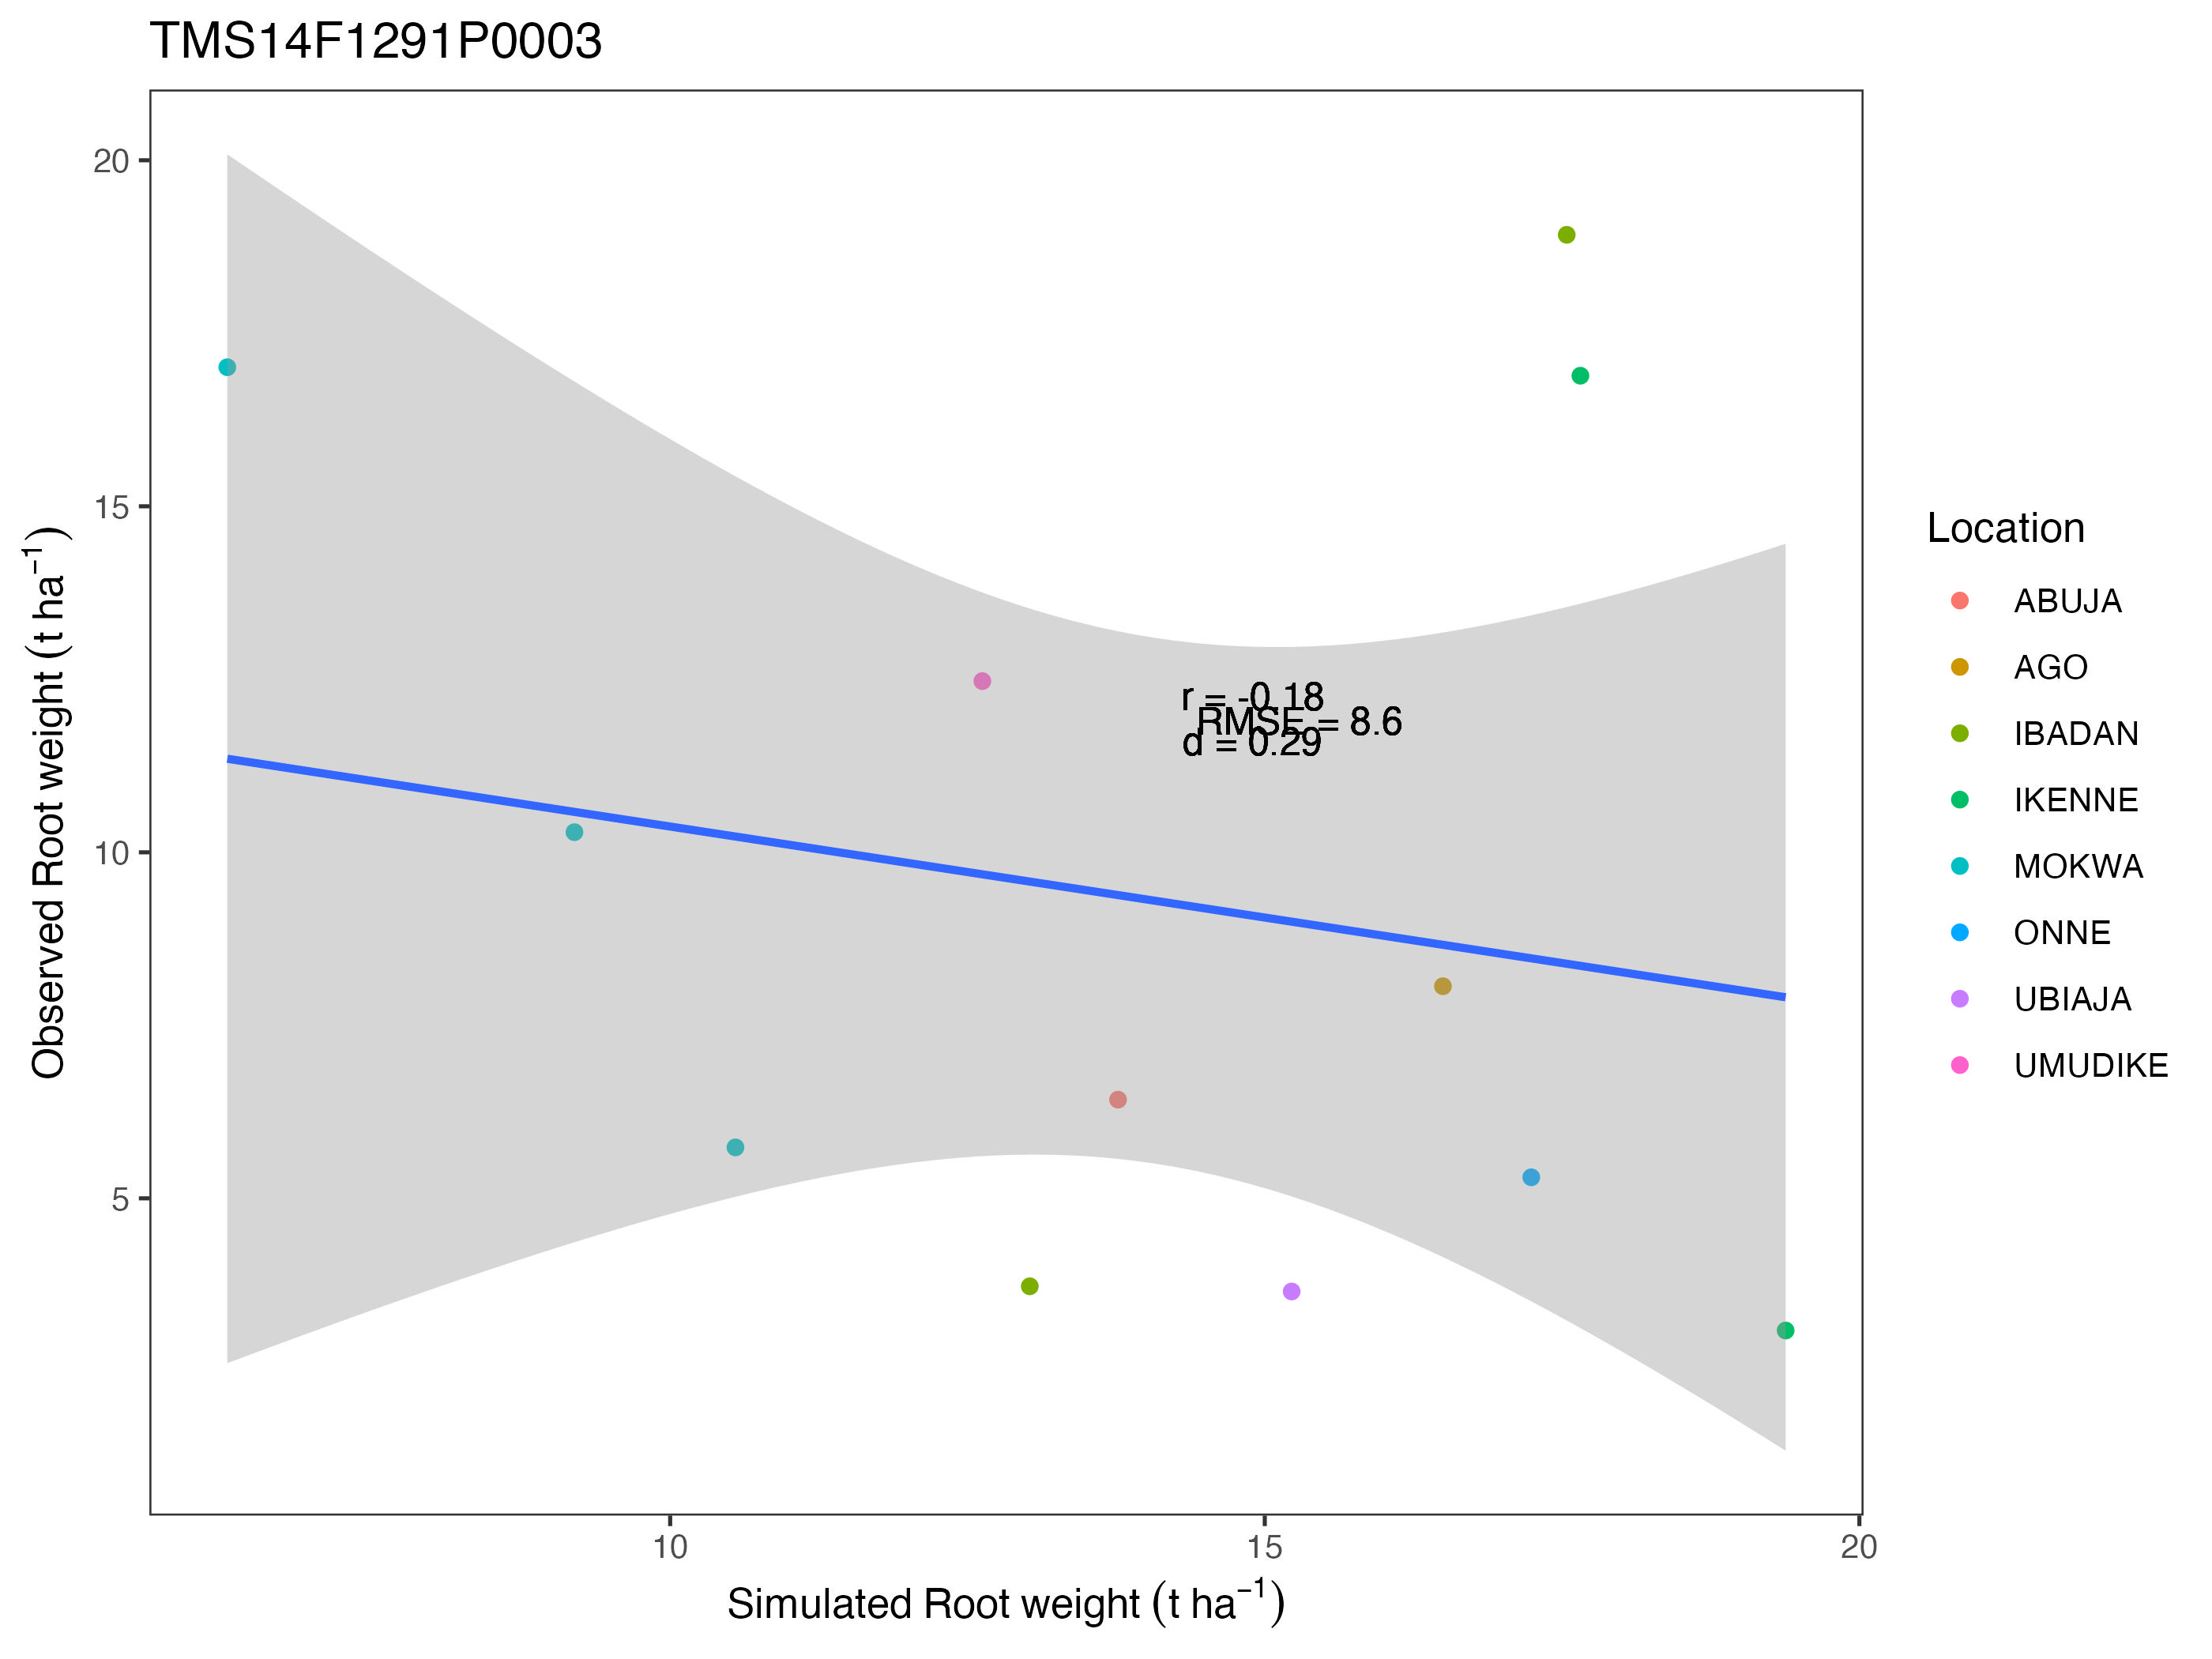 TMS14F1291P0003
20
15
10
5
Observed Root weight (t ha⁻¹)
r = -0.18
RMSE = 8.6
d = 0.29
10
15
20
Simulated Root weight (t ha⁻¹)
Location
ABUJA
AGO
IBADAN
IKENNE
MOKWA
ONNE
UBIAJA
UMUDIKE